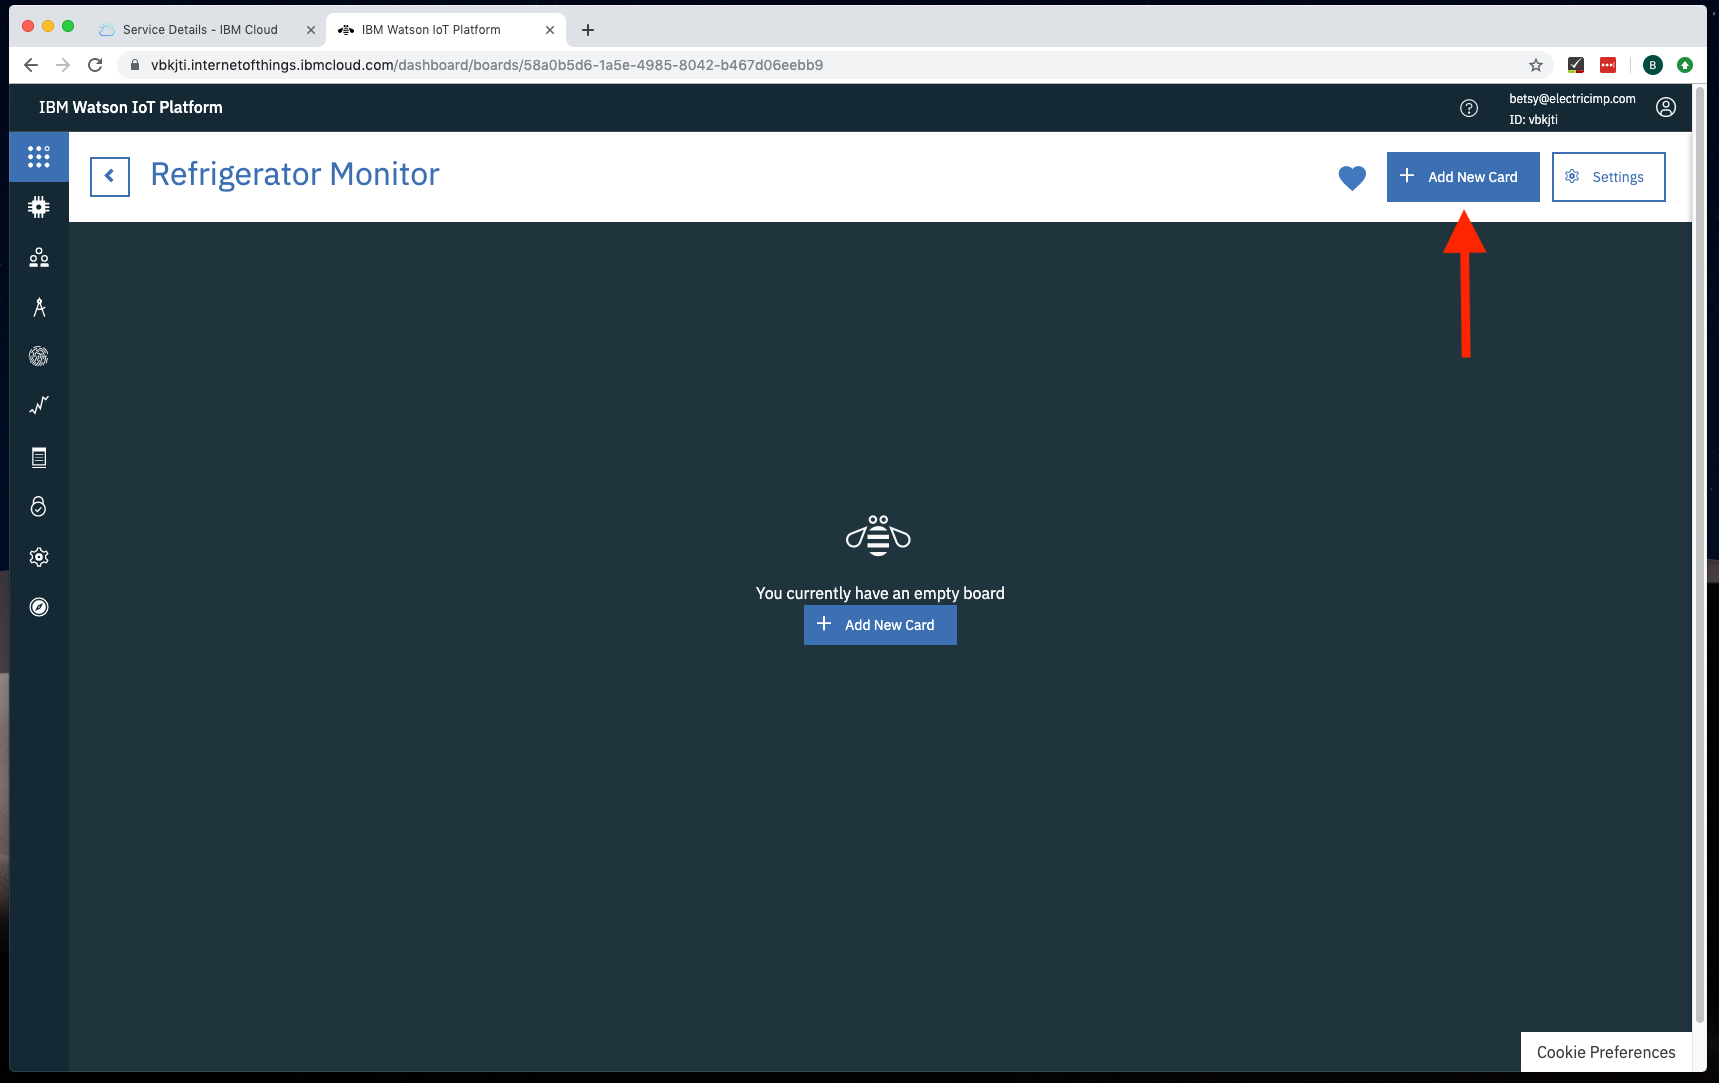 Service Details - IBM Cloud
IBM Watson IoT Platform
vbkjti.internetofthings.ibmcloud.com/dashboard/boards/58a0b5d6-1a5e-4985-8042-b467d06eebb9
B
IBM Watson IoT Platform
betsy@electricimp.com
ID: vbkjti
Refrigerator Monitor
Add New Card
Settings
You currently have an empty board
Add New Card
Cookie Preferences